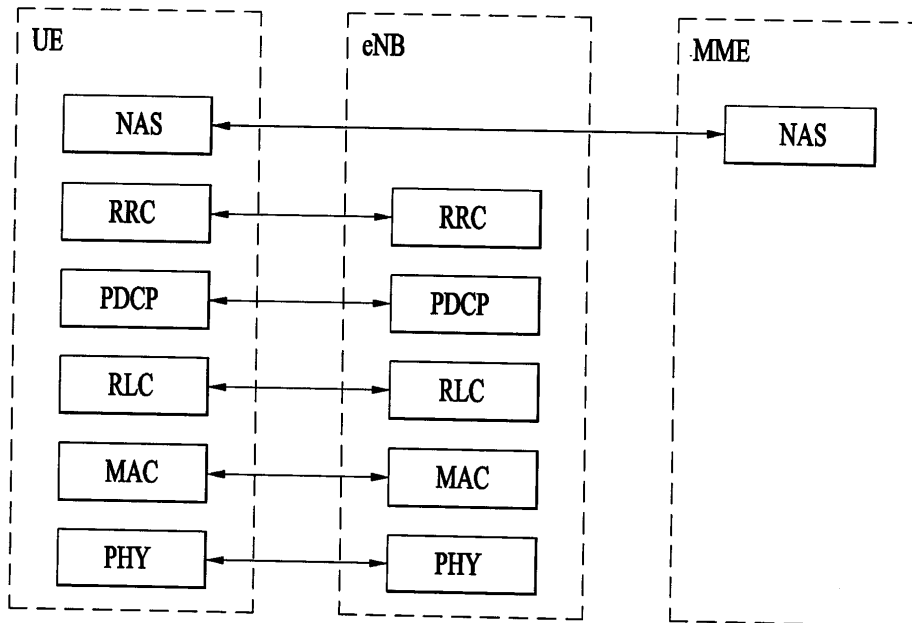 UE
eNB
MME
NAS
NAS
RRC
RRC
PDCP
PDCP
RLC
RLC
MAC
MAC
PHY
PHY